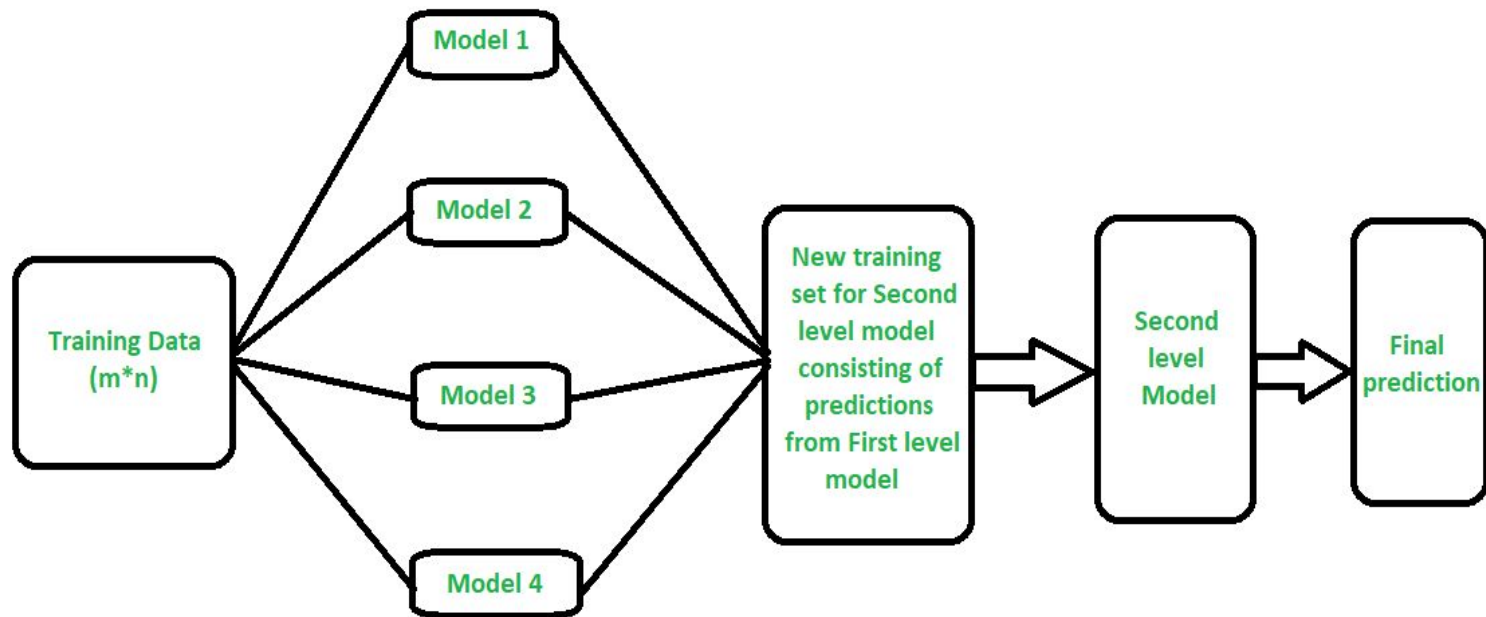 Model 1
Model 2
Training Data
(m*n)
Model 3
Model 4
New training
set for Second
level model
consisting of
predictions
from First level
model
Second
level
Model
Final
prediction